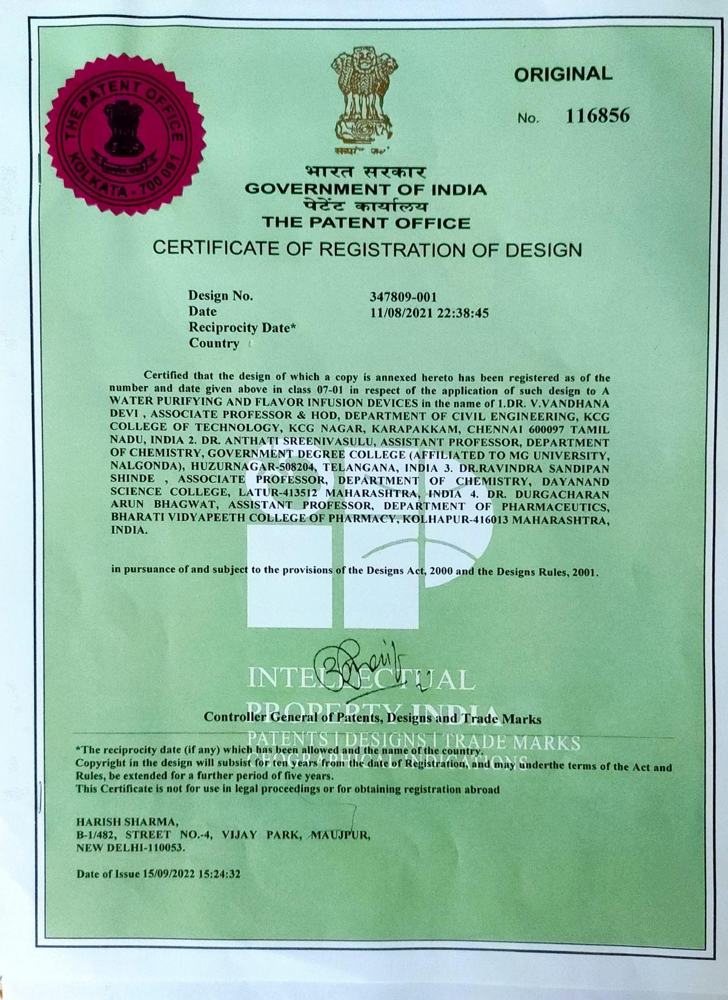 THE PATENT OFFICE
KOLKATA - 700 091
ORIGINAL
No. 116856
भारत सरकार
GOVERNMENT OF INDIA
पेटेंट कार्यालय
THE PATENT OFFICE
CERTIFICATE OF REGISTRATION OF DESIGN
Design No. 347809-001
Date 11/08/2021 22:38:45
Reciprocity Date*
Country
Certified that the design of which a copy is annexed hereto has been registered as of the
number and date given above in class 07-01 in respect of the application of such design to A
WATER PURIFYING AND FLAVOR INFUSION DEVICES in the name of 1.DR. V.VANDHANA
DEVI , ASSOCIATE PROFESSOR & HOD, DEPARTMENT OF CIVIL ENGINEERING, KCG
COLLEGE OF TECHNOLOGY, KCG NAGAR, KARAPAKKAM, CHENNAI 600097 TAMIL
NADU, INDIA 2. DR. ANTHATI SREENIVASULU, ASSISTANT PROFESSOR, DEPARTMENT
OF CHEMISTRY, GOVERNMENT DEGREE COLLEGE (AFFILIATED TO MG UNIVERSITY,
NALGONDA), HUZURNAGAR-508204, TELANGANA, INDIA 3. DR.RAVINDRA SANDIPAN
SHINDE , ASSOCIATE PROFESSOR, DEPARTMENT OF CHEMISTRY, DAYANAND
SCIENCE COLLEGE, LATUR-413512 MAHARASHTRA, INDIA 4. DR. DURGACHARAN
ARUN BHAGWAT, ASSISTANT PROFESSOR, DEPARTMENT OF PHARMACEUTICS,
BHARATI VIDYAPEETH COLLEGE OF PHARMACY, KOLHAPUR-416013 MAHARASHTRA,
INDIA.
in pursuance of and subject to the provisions of the Designs Act, 2000 and the Designs Rules, 2001.
INTELLECTUAL
PROPERTY INDIA
Controller General of Patents, Designs and Trade Marks
PATENTS | DESIGNS | TRADE MARKS
GEOGRAPHICAL INDICATIONS
*The reciprocity date (if any) which has been allowed and the name of the country.
Copyright in the design will subsist for ten years from the date of Registration, and may underthe terms of the Act and
Rules, be extended for a further period of five years.
This Certificate is not for use in legal proceedings or for obtaining registration abroad
HARISH SHARMA,
B-1/482, STREET NO.-4, VIJAY PARK, MAUJPUR,
NEW DELHI-110053.
Date of Issue 15/09/2022 15:24:32